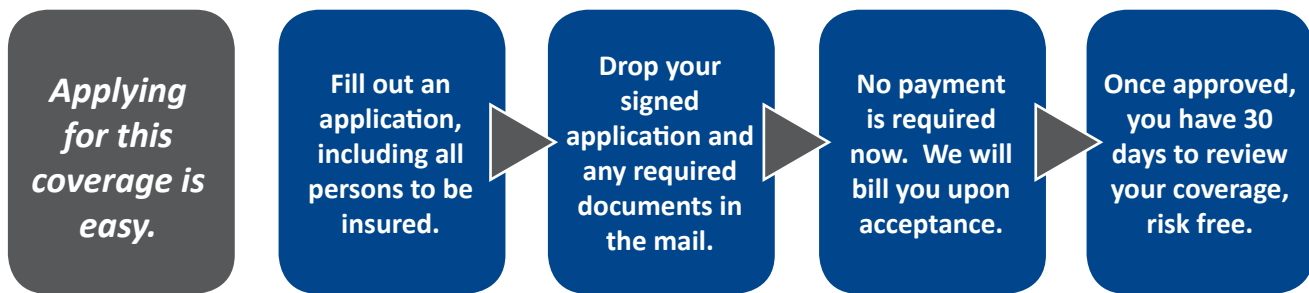 Applying
for this
coverage is
easy.
Fill out an
application,
including all
persons to be
insured.
Drop your
signed
application and
any required
documents in
the mail.
No payment
is required
now.  We will
bill you upon
acceptance.
Once approved,
you have 30
days to review
your coverage,
risk free.